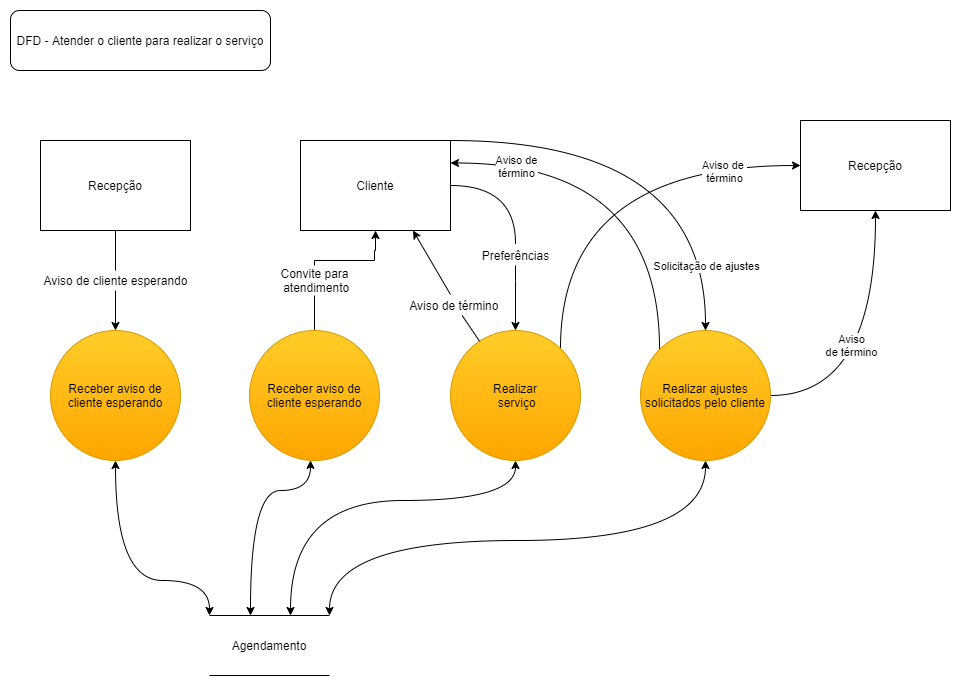 DFD - Atender o cliente para realizar o serviço
Recepção
Cliente
Recepção
Aviso de
término
Aviso de
término
Preferências
Solicitação de ajustes
Aviso de cliente esperando
Convite para
atendimento
Aviso de término
Aviso
de término
Receber aviso de
cliente esperando
Receber aviso de
cliente esperando
Realizar
serviço
Realizar ajustes
solicitados pelo cliente
Agendamento